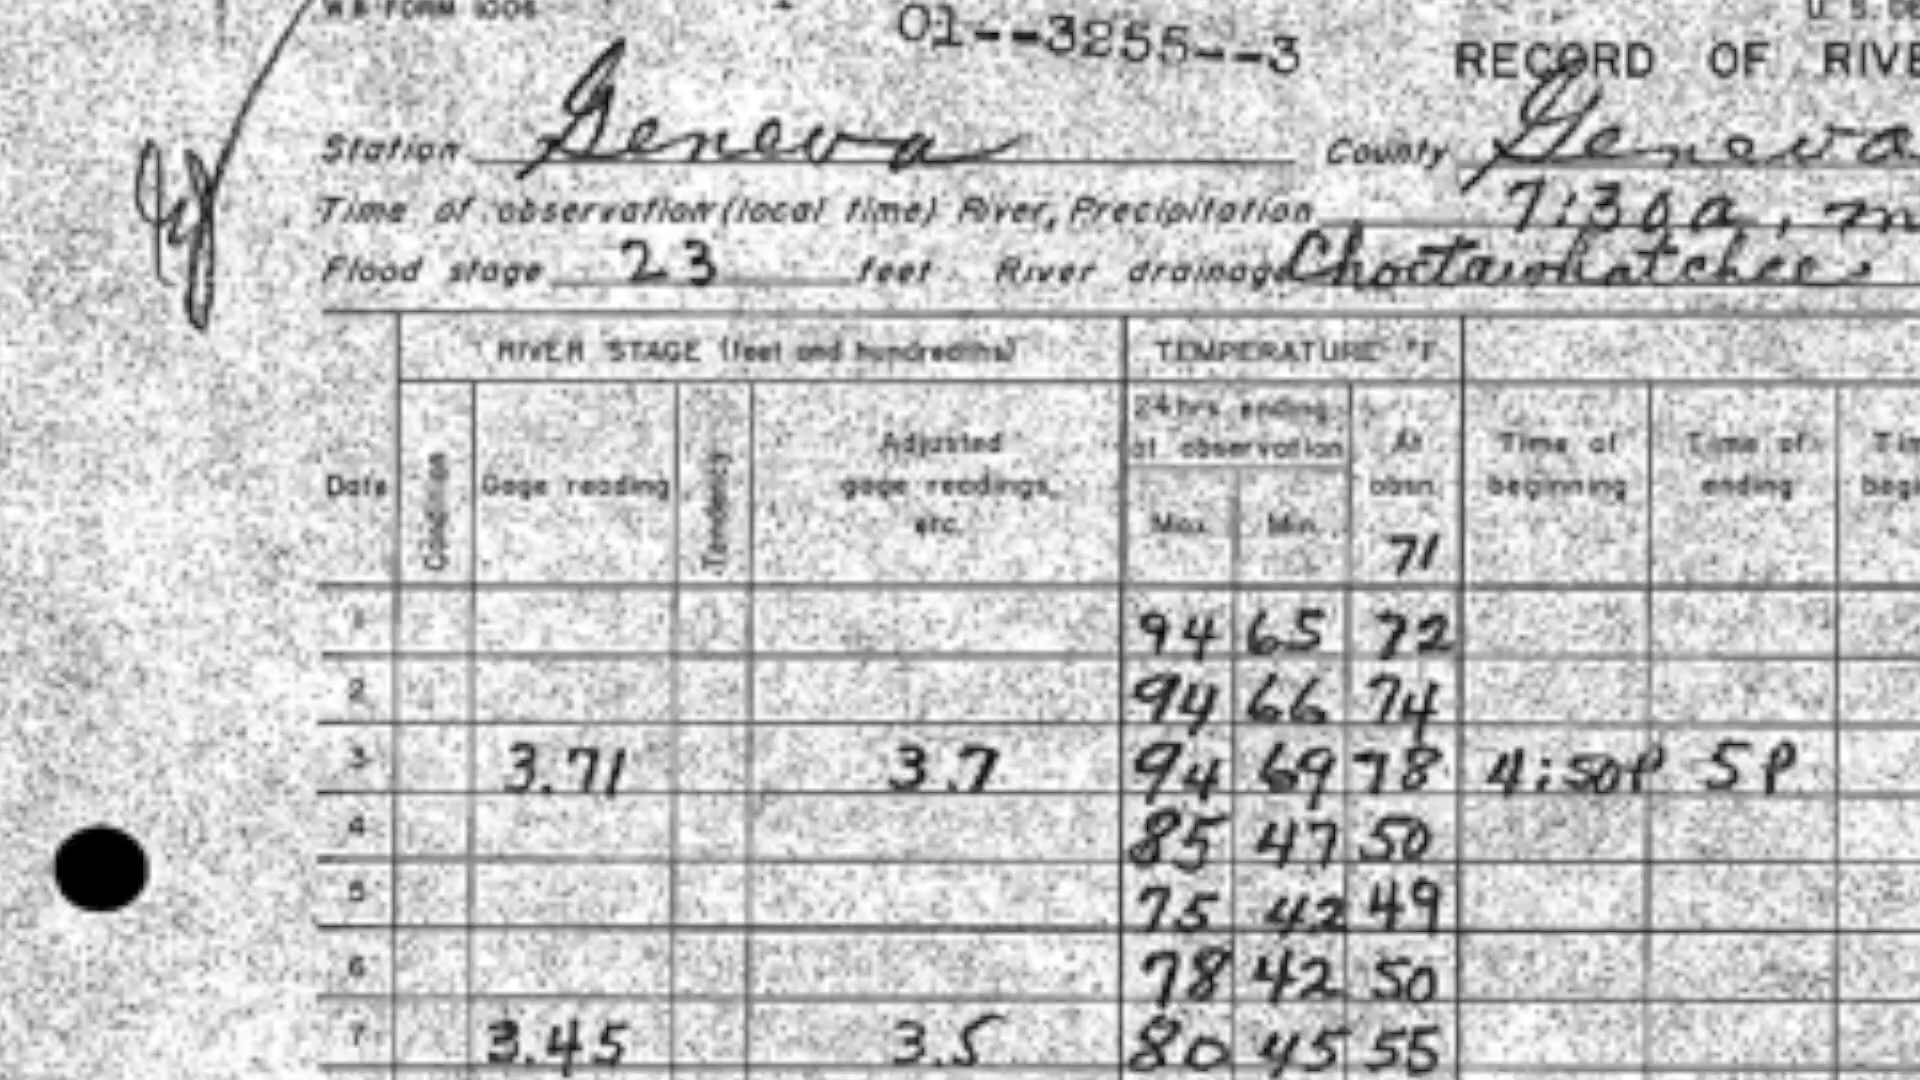 W B FORM 1006
01--3255--3
U. S. DE
RECORD OF RIVE
Station Geneva County Geneva
Time of observation (local time) River, Precipitation 7:30 a, m
Flood stage 23 feet River drainage Choctawhatchee
RIVER STAGE (feet and hundredths) TEMPERATURE °F
24 hrs ending
at observation
Adjusted
gage readings,
etc.
At
obsn.
Time of
beginning
Time of
ending
Date Condition Gage reading Tendency
Max. Min.
71
1 94 65 72
2 94 66 74
3 3.71 3.7 94 69 78 4:50P 5P
4 85 47 50
5 75 42 49
6 78 42 50
7 3.45 3.5 80 45 55